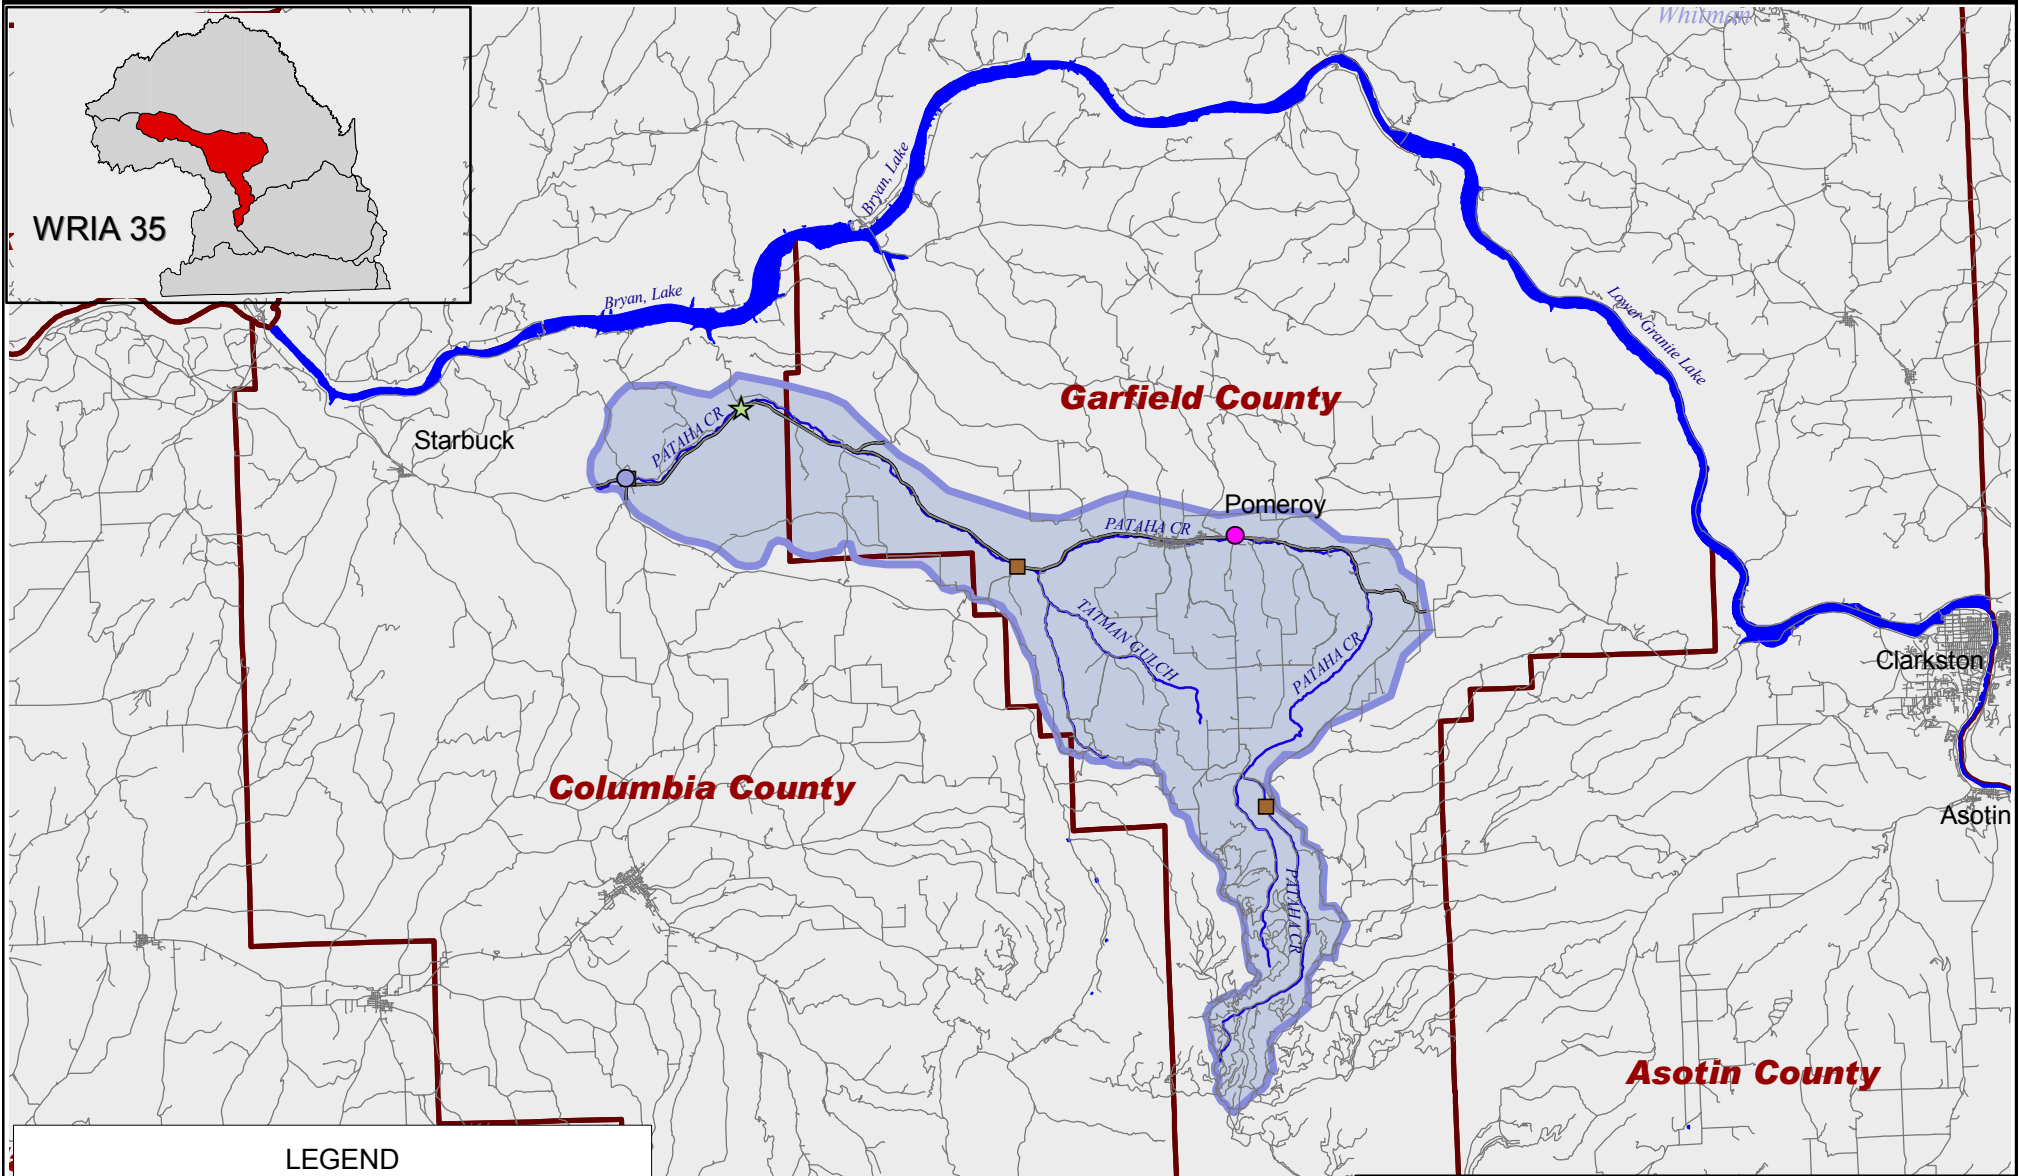 Whitman
WRIA 35
Bryan, Lake
Bryan, Lake
Lower Granite Lake
Garfield County
Starbuck
PATAHA CR
Pomeroy
PATAHA CR
TATMAN GULCH
PATAHA CR
Clarkston
Columbia County
Asotin
PATAHA CR
Asotin County
LEGEND